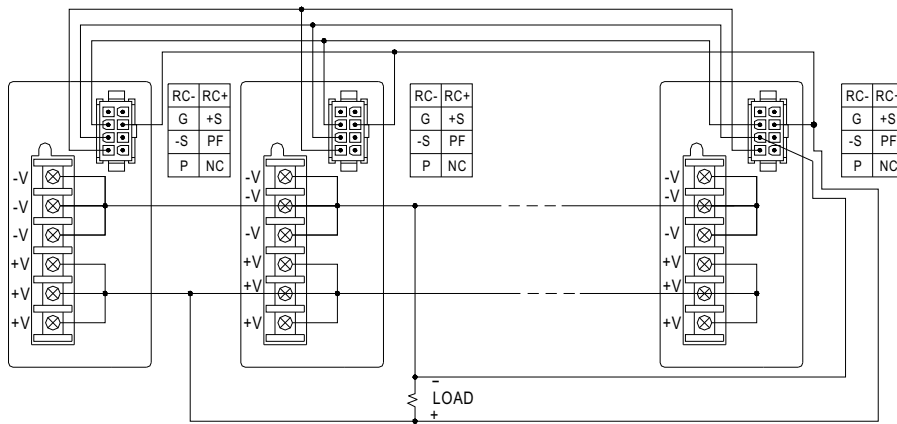 RC- RC+
G +S
-S PF
P NC
RC- RC+
G +S
-S PF
P NC
RC- RC+
G +S
-S PF
P NC
-V
-V
-V
+V
+V
+V
-V
-V
-V
+V
+V
+V
-V
-V
-V
+V
+V
+V
-
LOAD
+